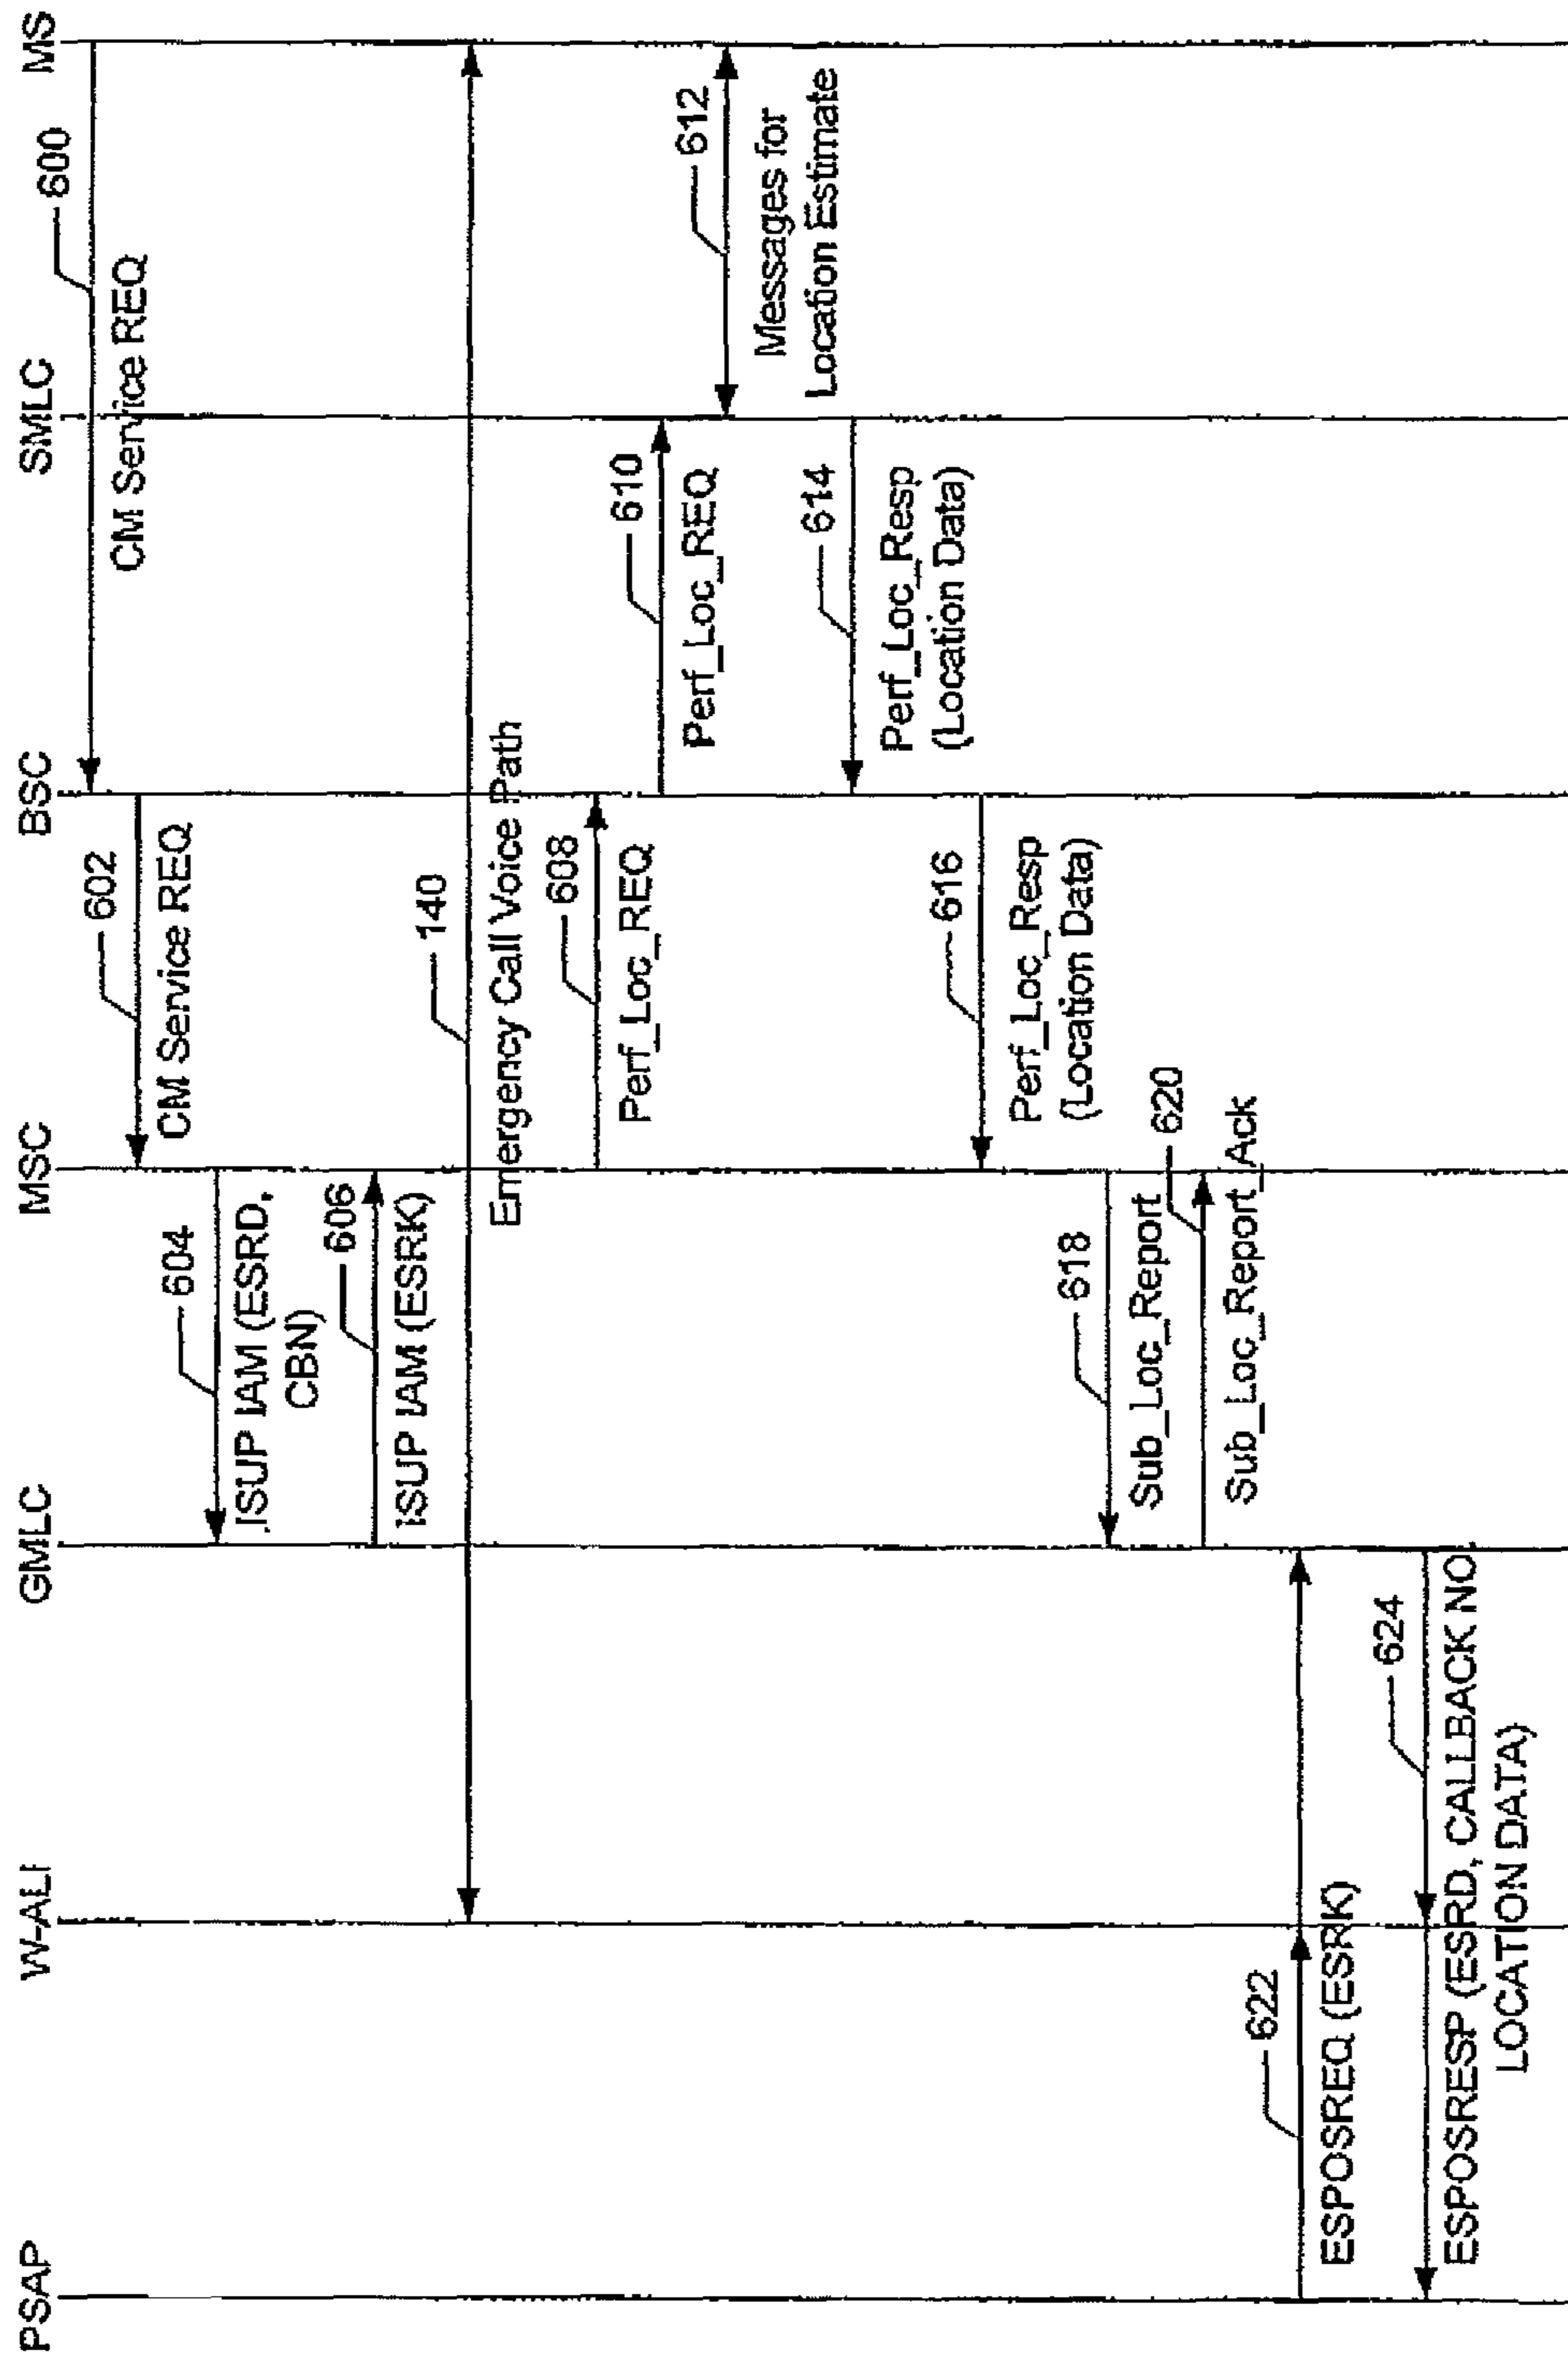 PSAP
W-ALI
GMLC
MSC
BSC
SMLC
MS
600
CM Service REQ
602
CM Service REQ
604
ISUP IAM (ESRD,
CBN)
606
ISUP IAM (ESRK)
140
Emergency Call Voice Path
608
Perf_Loc_REQ
610
Perf_Loc_REQ
612
Messages for
Location Estimate
614
Perf_Loc_Resp
(Location Data)
616
Perf_Loc_Resp
(Location Data)
618
Sub_Loc_Report
620
Sub_Loc_Report_Ack
622
ESPOSREQ (ESRK)
624
ESPOSRESP (ESRD, CALLBACK NO
LOCATION DATA)